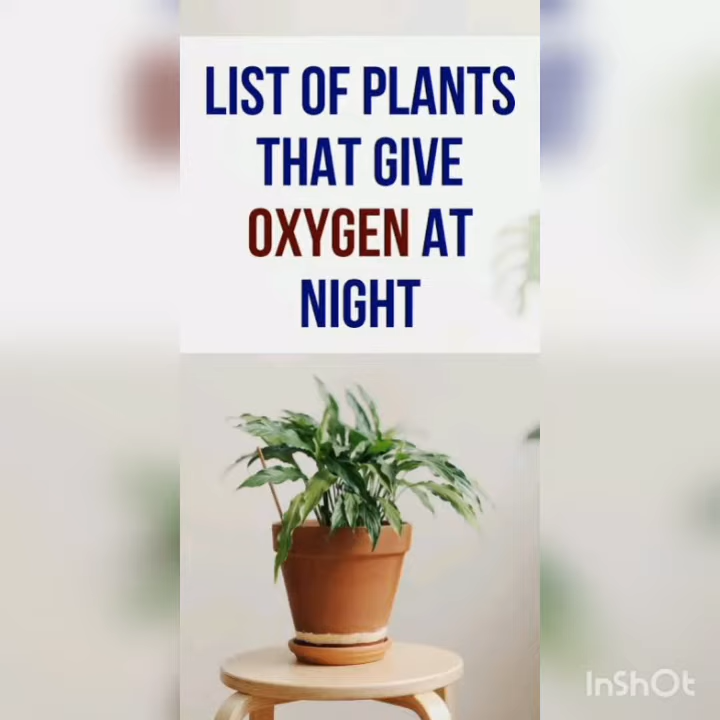 LIST OF PLANTS
THAT GIVE
OXYGEN AT
NIGHT
InShOt